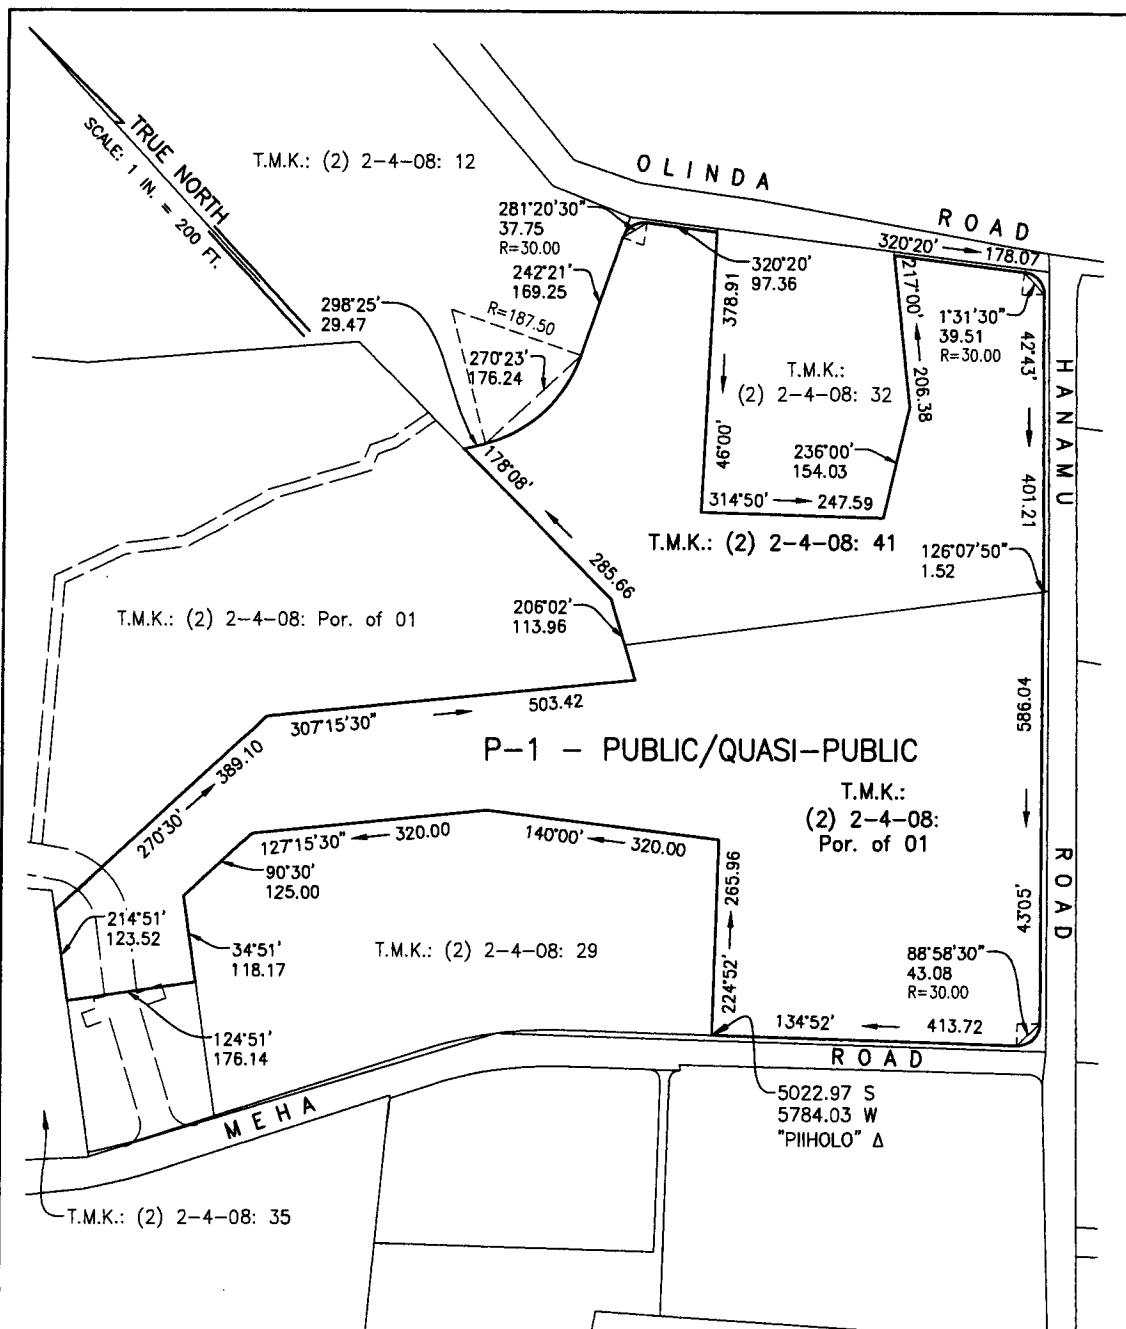 TRUE NORTH
SCALE: 1 IN. = 200 FT.
T.M.K.: (2) 2-4-08: 12
OLINDA ROAD
281°20'30"
37.75
R=30.00
242°21'
169.25
298°25'
29.47
R=187.50
270°23'
176.24
320°20'
97.36
320°20' 178.07
378.91
46°00'
217°00'
206.38
T.M.K.:
(2) 2-4-08: 32
1°31'30"
39.51
R=30.00
42°43'
401.21
HANAMU ROAD
236°00'
154.03
314°50' 247.59
T.M.K.: (2) 2-4-08: 41
178°08'
285.66
126°07'50"
1.52
206°02'
113.96
T.M.K.: (2) 2-4-08: Por. of 01
586.04
43°05'
307°15'30"
503.42
P-1 - PUBLIC/QUASI-PUBLIC
T.M.K.:
(2) 2-4-08:
Por. of 01
270°30'
389.10
127°15'30" 320.00
140°00' 320.00
90°30'
125.00
224°52'
265.96
214°51'
123.52
34°51'
118.17
T.M.K.: (2) 2-4-08: 29
88°58'30"
43.08
R=30.00
124°51'
176.14
134°52' 413.72
MEHA ROAD
5022.97 S
5784.03 W
"PIIHOLO" Δ
T.M.K.: (2) 2-4-08: 35